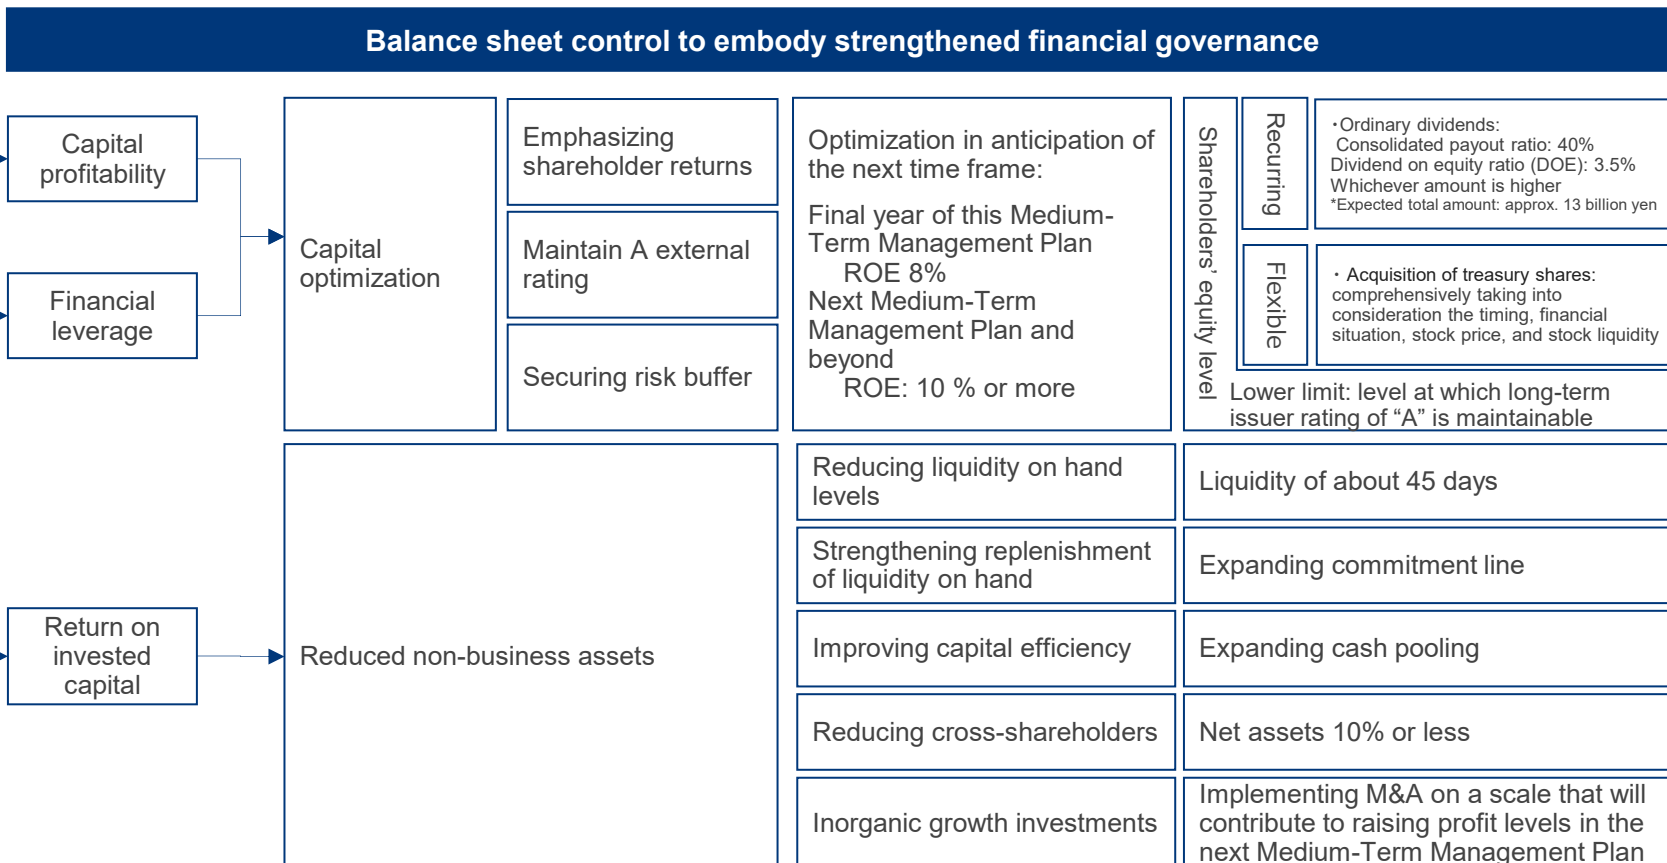 Balance sheet control to embody strengthened financial governance
Capital
profitability
Financial
leverage
Capital
optimization
Emphasizing
shareholder returns
Maintain A external
rating
Securing risk buffer
Optimization in anticipation of
the next time frame:
Final year of this Medium-
Term Management Plan
ROE 8%
Next Medium-Term
Management Plan and
beyond
ROE: 10 % or more
Shareholders' equity level
Recurring
・Ordinary dividends:
Consolidated payout ratio: 40%
Dividend on equity ratio (DOE): 3.5%
Whichever amount is higher
*Expected total amount: approx. 13 billion yen
Flexible
・ Acquisition of treasury shares:
comprehensively taking into
consideration the timing, financial
situation, stock price, and stock liquidity
Lower limit: level at which long-term
issuer rating of “A” is maintainable
Return on
invested
capital
Reduced non-business assets
Reducing liquidity on hand
levels
Liquidity of about 45 days
Strengthening replenishment
of liquidity on hand
Expanding commitment line
Improving capital efficiency
Expanding cash pooling
Reducing cross-shareholders
Net assets 10% or less
Inorganic growth investments
Implementing M&A on a scale that will
contribute to raising profit levels in the
next Medium-Term Management Plan